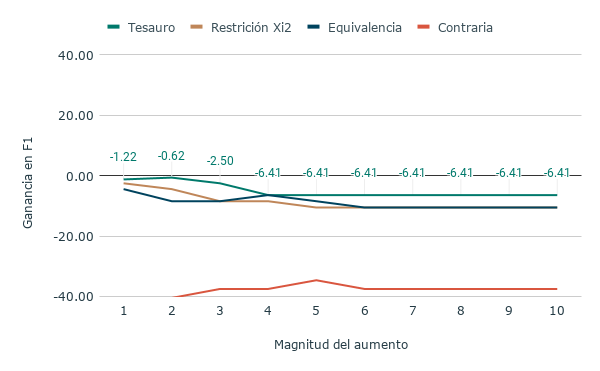 Tesauro Restricción Xi2 Equivalencia Contraria
40.00
20.00
0.00
-20.00
-40.00
Ganancia en F1
-1.22 -0.62 -2.50 -6.41 -6.41 -6.41 -6.41 -6.41 -6.41 -6.41
1 2 3 4 5 6 7 8 9 10
Magnitud del aumento